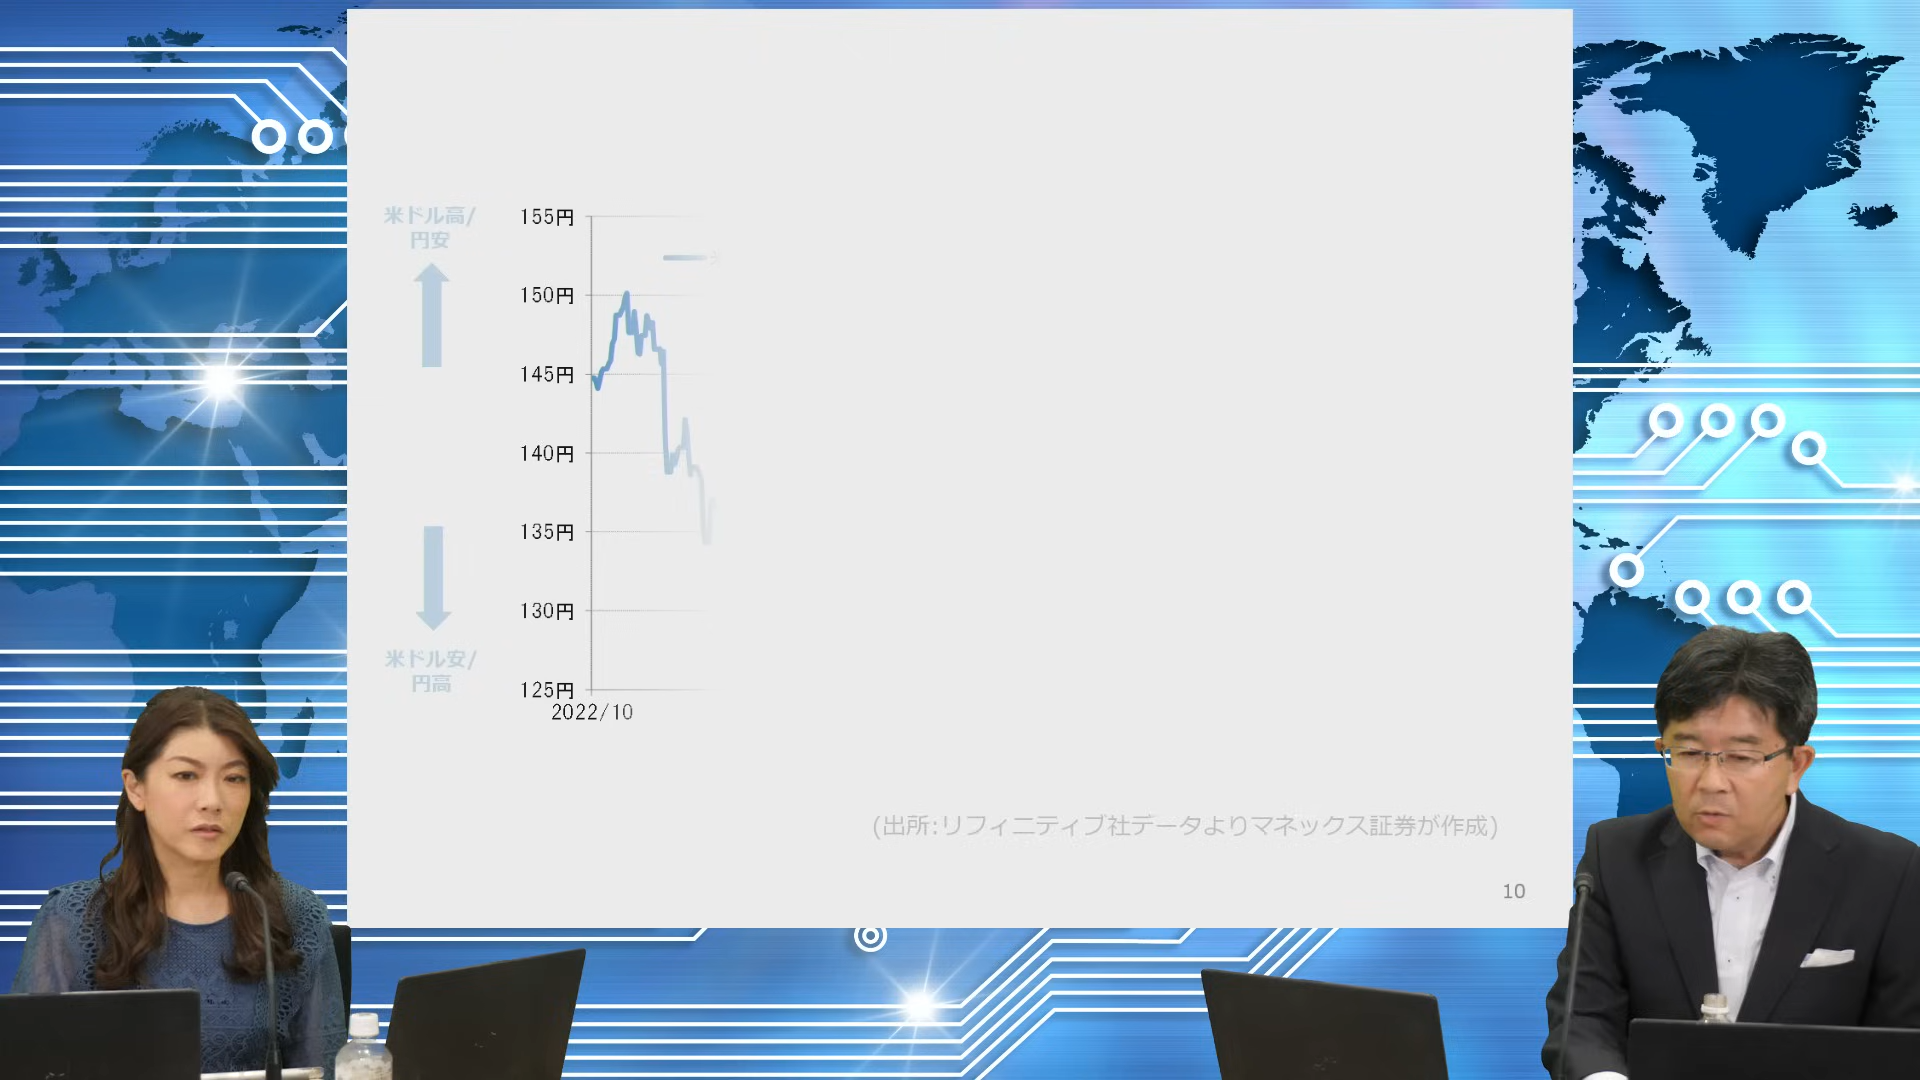 米ドル高/
円安
155円
150円
145円
140円
135円
130円
125円
2022/10
米ドル安/
円高
(出所:リフィニティブ社データよりマネックス証券が作成)
10